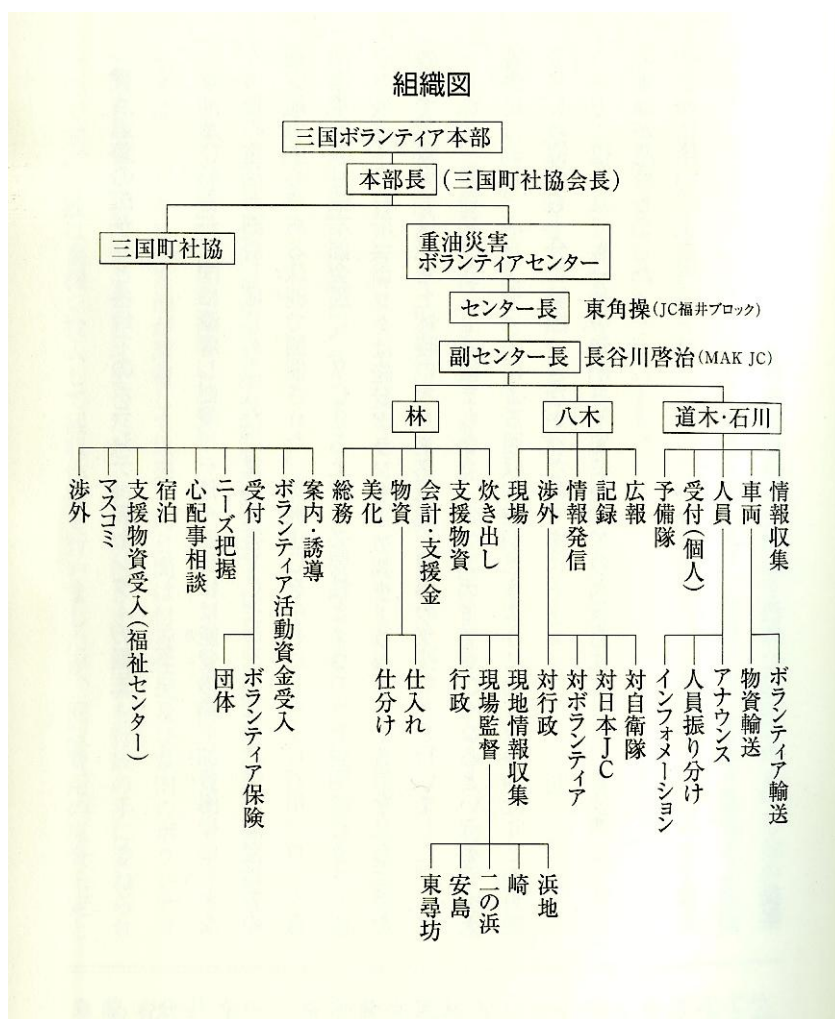 組織図
三国ボランティア本部
本部長 (三国町社協会長)
三国町社協
重油災害
ボランティアセンター
センター長 東角操(JC福井ブロック)
副センター長 長谷川啓治(MAK JC)
林
八木
道木・石川
渉外
マスコミ
支援物資受入(福祉センター)
宿泊
心配事相談
ニーズ把握
受付
ボランティア活動資金受入
案内・誘導
総務
美化
物資
会計・支援金
支援物資
炊き出し
現場
渉外
情報発信
記録
広報
予備隊
受付(個人)
人員
車両
情報収集
団体
ボランティア保険
仕分け
仕入れ
行政
現場監督
現地情報収集
対行政
対ボランティア
対日本JC
対自衛隊
インフォメーション
人員振り分け
アナウンス
物資輸送
ボランティア輸送
東尋坊
安島
二の浜
崎
浜地